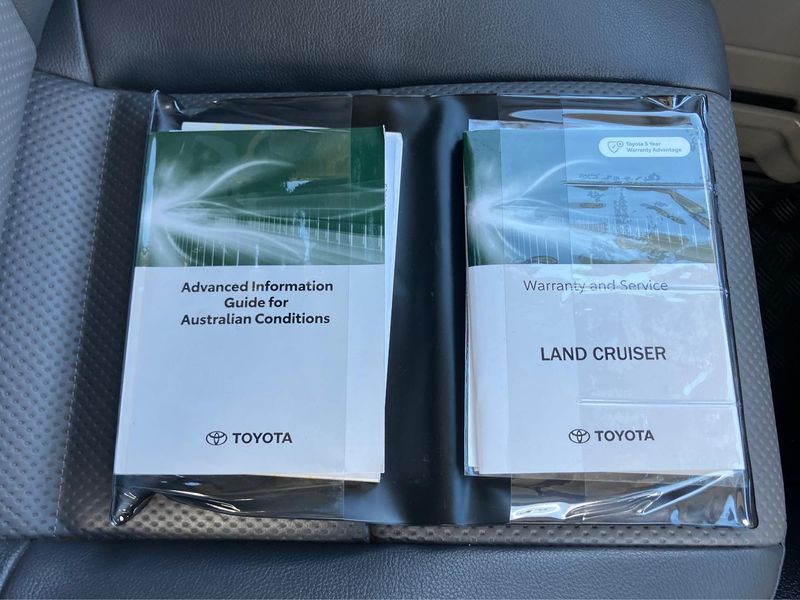 Advanced Information
Guide for
Australian Conditions
TOYOTA
Toyota 5 Year
Warranty Advantage
Warranty and Service
LAND CRUISER
TOYOTA